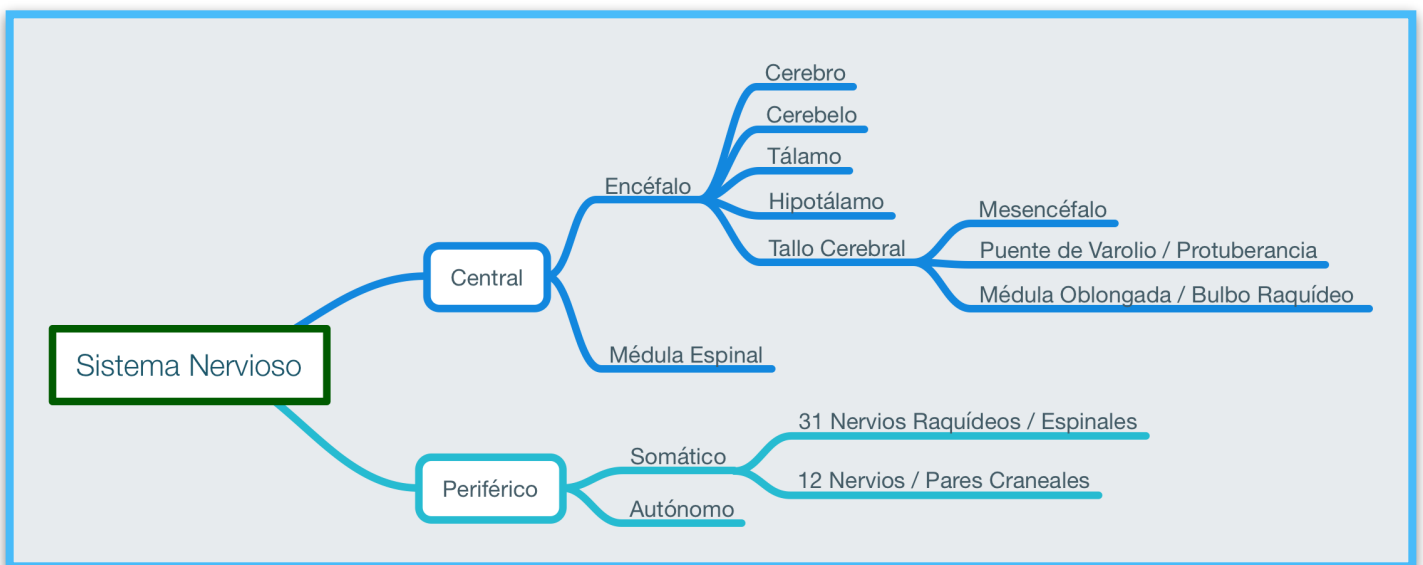 Sistema Nervioso
Central
Encéfalo
Cerebro
Cerebelo
Tálamo
Hipotálamo
Tallo Cerebral
Mesencéfalo
Puente de Varolio / Protuberancia
Médula Oblongada / Bulbo Raquídeo
Médula Espinal
Periférico
Somático
31 Nervios Raquídeos / Espinales
12 Nervios / Pares Craneales
Autónomo